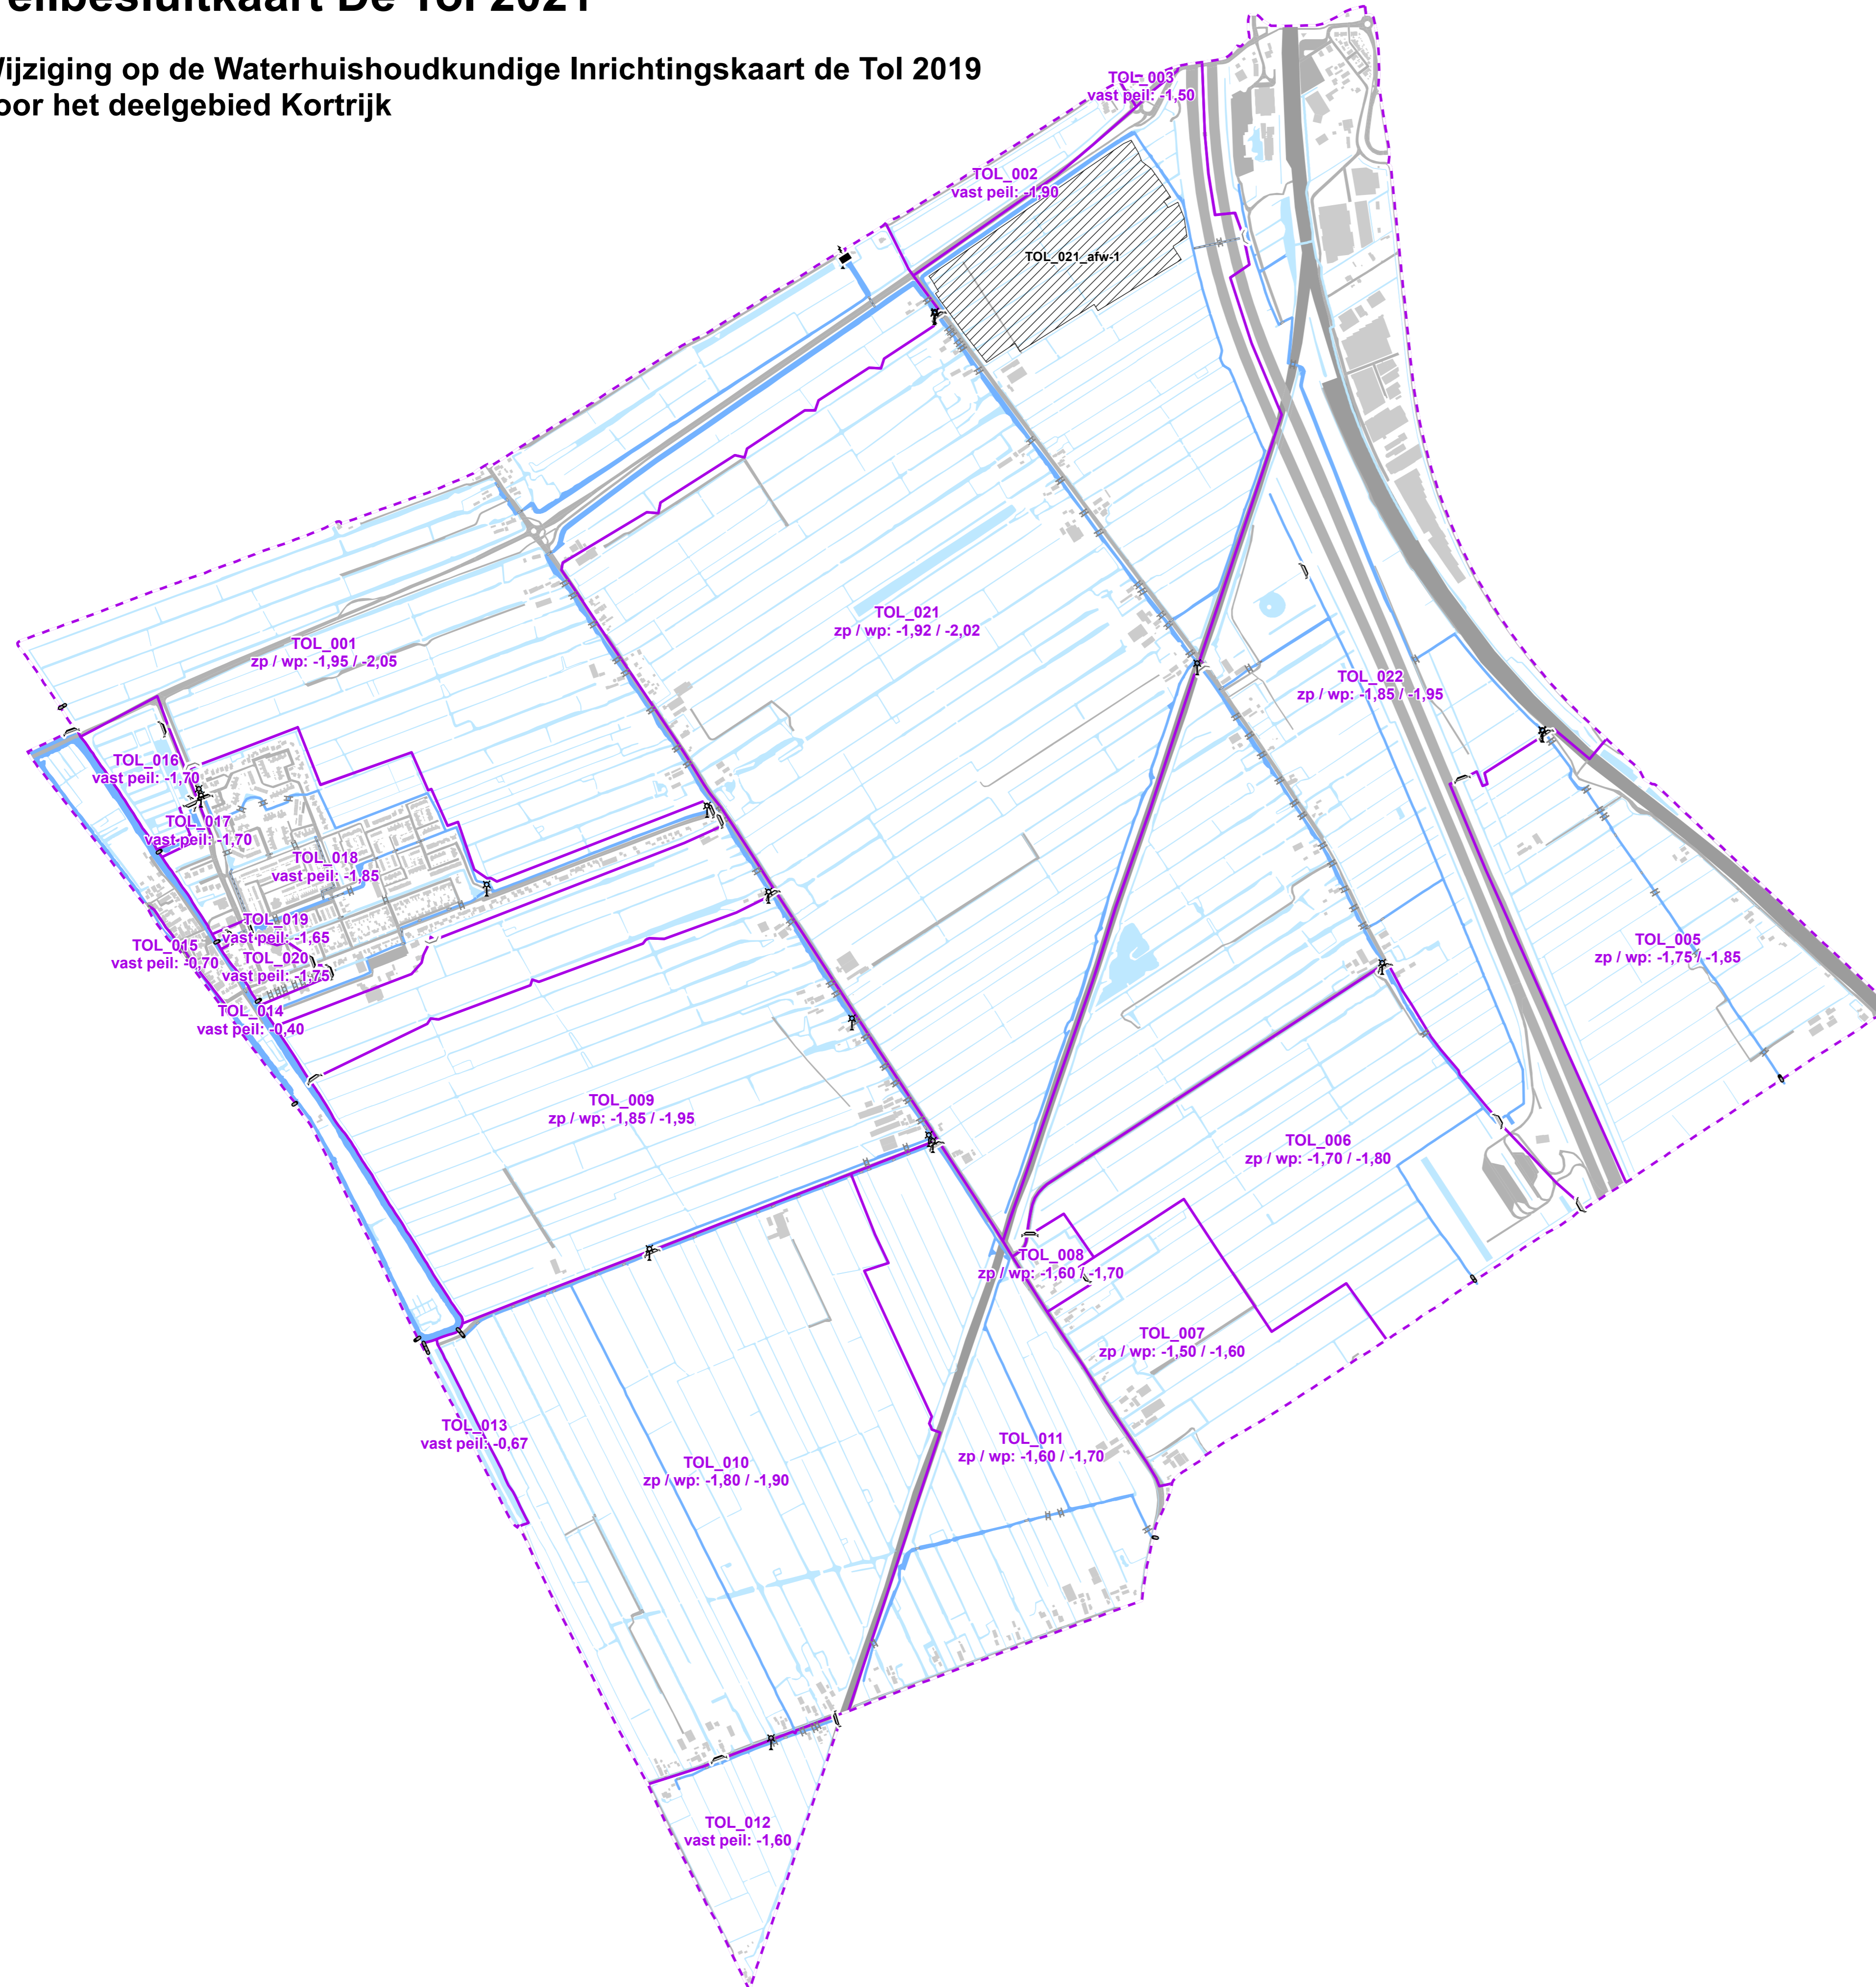 eilbesluitkaart De Tol 2021
Wijziging op de Waterhuishoudkundige Inrichtingskaart de Tol 2019
oor het deelgebied Kortrijk
TOL_003
vast peil: -1,50
TOL_002
vast peil: -1,90
TOL_021_afw-1
TOL_021
zp / wp: -1,92 / -2,02
TOL_001
zp / wp: -1,95 / -2,05
TOL_022
zp / wp: -1,85 / -1,95
TOL_016
vast peil: -1,70
TOL_017
vast peil: -1,70
TOL_018
vast peil: -1,85
TOL_019
vast peil: -1,65
TOL_015
vast peil: -0,70
TOL_020
vast peil: -1,75
TOL_014
vast peil: -0,40
TOL_005
zp / wp: -1,75 / -1,85
TOL_009
zp / wp: -1,85 / -1,95
TOL_006
zp / wp: -1,70 / -1,80
TOL_008
zp / wp: -1,60 / -1,70
TOL_007
zp / wp: -1,50 / -1,60
TOL_013
vast peil: -0,67
TOL_010
zp / wp: -1,80 / -1,90
TOL_011
zp / wp: -1,60 / -1,70
TOL_012
vast peil: -1,60